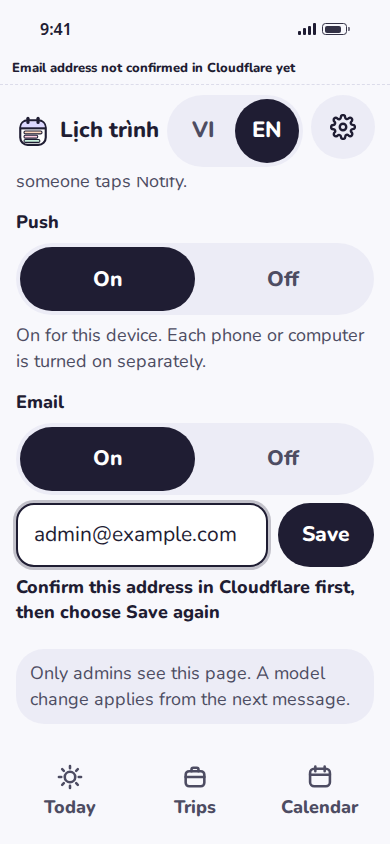 9:41
Email address not confirmed in Cloudflare yet
Lịch trình
VI
EN
someone taps Notify.
Push
On
Off
On for this device. Each phone or computer
is turned on separately.
Email
On
Off
admin@example.com
Save
Confirm this address in Cloudflare first,
then choose Save again
Only admins see this page. A model
change applies from the next message.
Today
Trips
Calendar